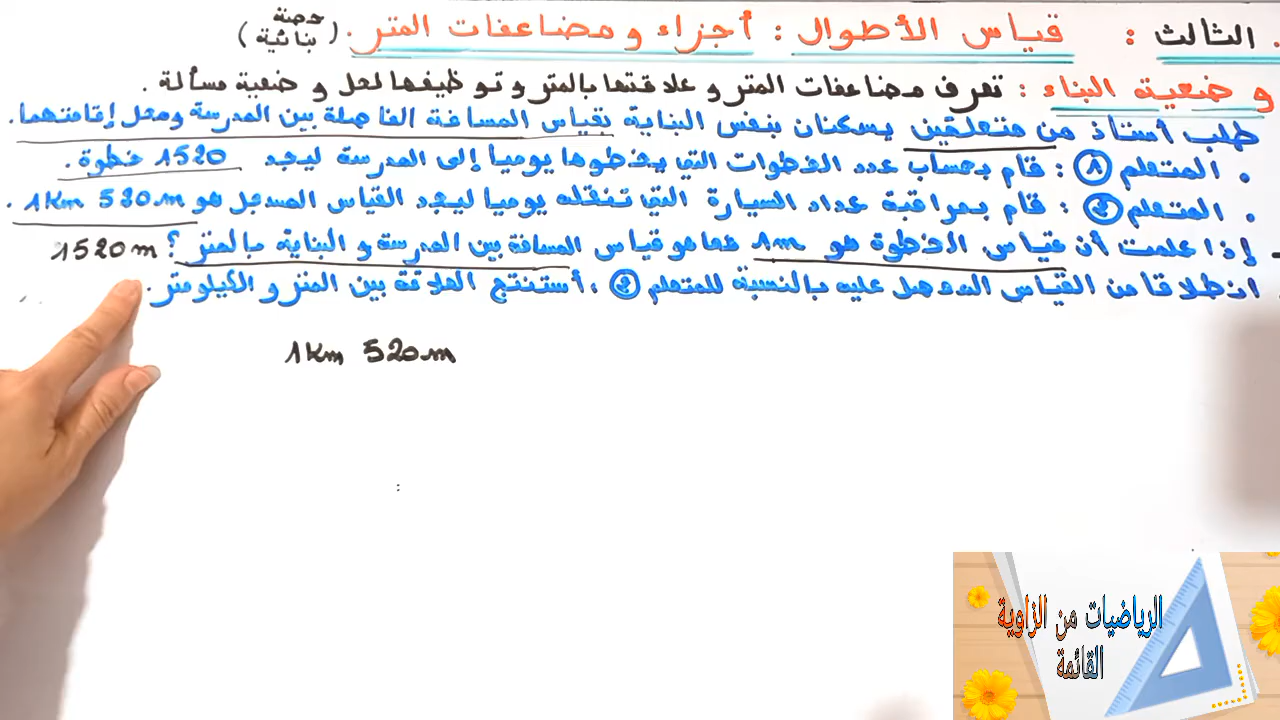 . الثالث : قياس الأطوال : أجزاء و مضاعفات المتر . ( حصة بنائية )
وضعية البناء : تعرف مضاعفات المتر و علاقتها بالمتر و توظيفها لحل وضعية مسألة .
طلب أستاذ من متعلمين يسكنان بنفس البناية بقياس المسافة الفاصلة بين المدرسة ومحل إقامتهما .
. المتعلم 1 : قام بحساب عدد الخطوات التي يخطوها يوميا إلى المدرسة ليجد 1520 خطوة .
. المتعلم 2 : قام بمراقبة عداد السيارة التي تنقله يوميا ليجد القياس المسجل هو 1Km 520m .
إذا علمت أن قياس الخطوة هو 1m فما هو قياس المسافة بين المدرسة و البناية بالمتر ؟ 1520m
انطلاقا من القياس المحصل عليه بالنسبة للمتعلم 2 ، أستنتج العلاقة بين المتر و الكيلومتر .
1Km 520m
الرياضيات من الزاوية
القائمة